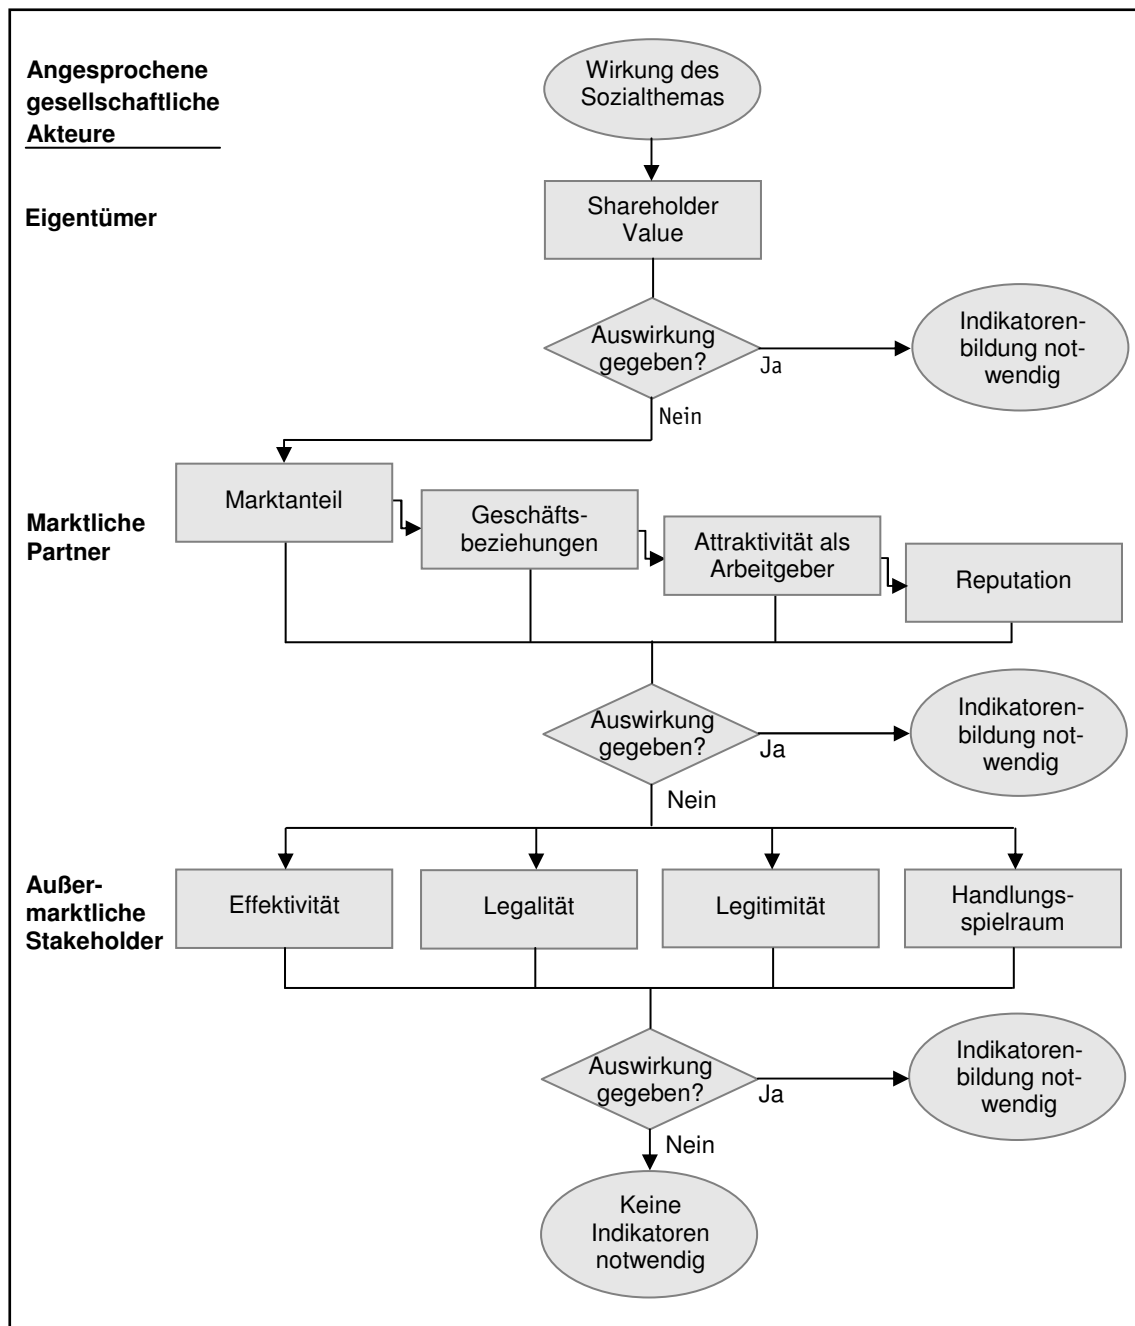 Angesprochene
gesellschaftliche
Akteure
Wirkung des
Sozialthemas
Eigentümer
Shareholder
Value
Auswirkung
gegeben?
Ja
Indikatoren-
bildung not-
wendig
Nein
Marktliche
Partner
Marktanteil
Geschäfts-
beziehungen
Attraktivität als
Arbeitgeber
Reputation
Auswirkung
gegeben?
Ja
Indikatoren-
bildung not-
wendig
Nein
Außer-
marktliche
Stakeholder
Effektivität
Legalität
Legitimität
Handlungs-
spielraum
Auswirkung
gegeben?
Ja
Indikatoren-
bildung not-
wendig
Nein
Keine
Indikatoren
notwendig